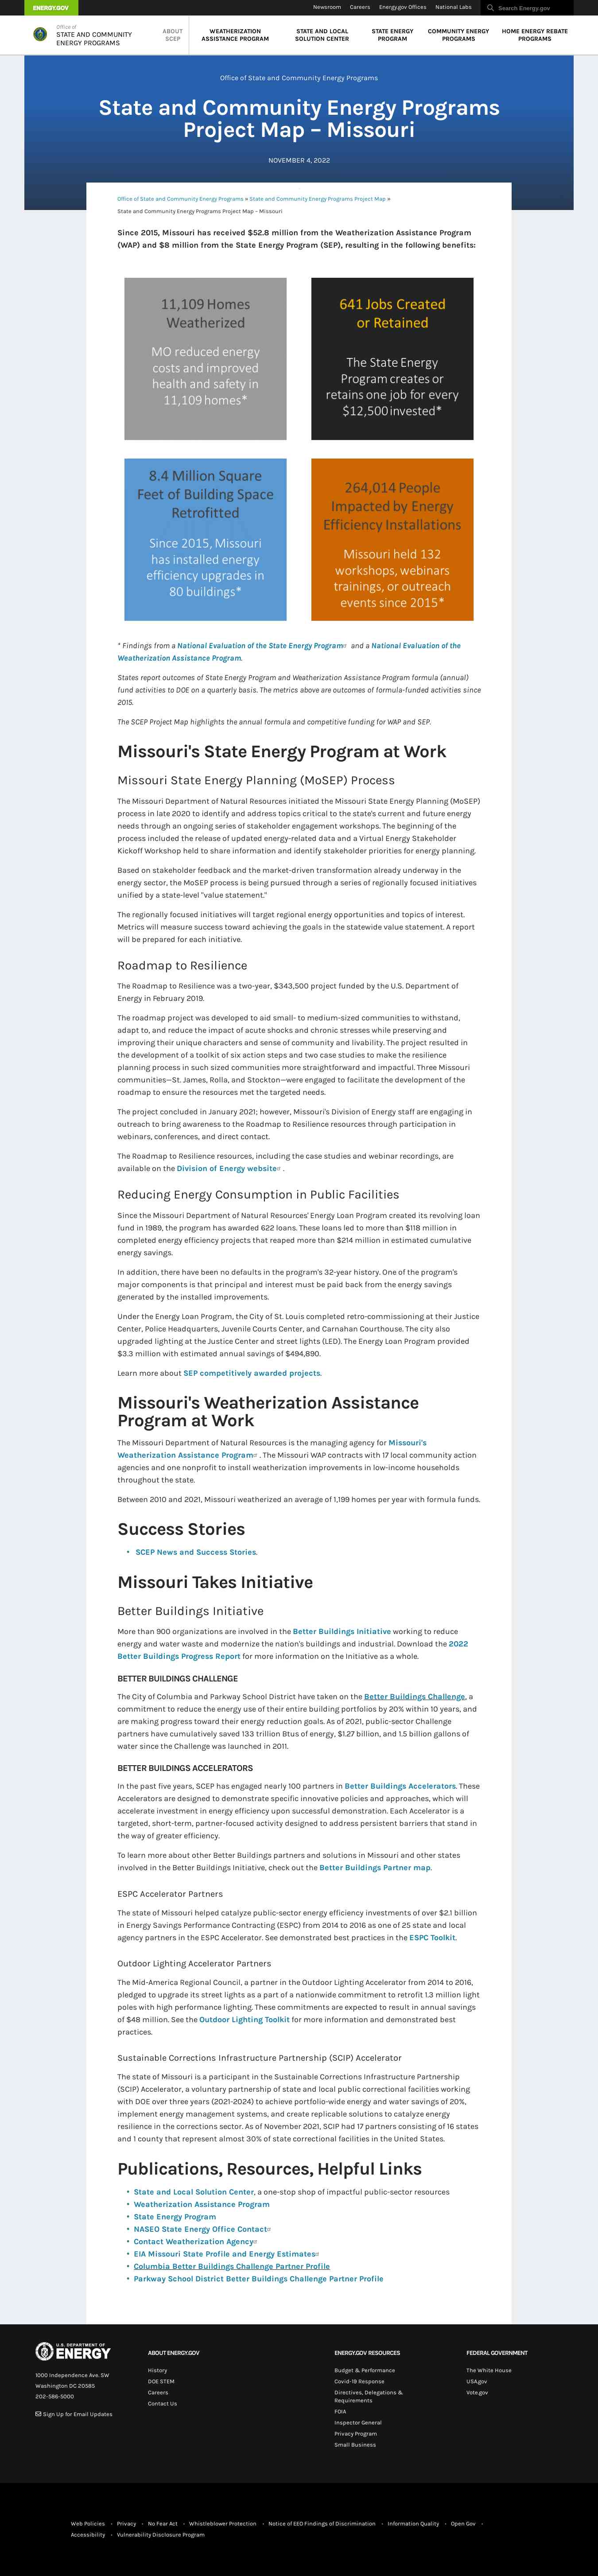 ENERGY.GOV
Newsroom Careers Energy.gov Offices National Labs Search Energy.gov
Office of
STATE AND COMMUNITY
ENERGY PROGRAMS
ABOUT
SCEP
WEATHERIZATION
ASSISTANCE PROGRAM
STATE AND LOCAL
SOLUTION CENTER
STATE ENERGY
PROGRAM
COMMUNITY ENERGY
PROGRAMS
HOME ENERGY REBATE
PROGRAMS
Office of State and Community Energy Programs
State and Community Energy Programs
Project Map – Missouri
NOVEMBER 4, 2022
Office of State and Community Energy Programs » State and Community Energy Programs Project Map »
State and Community Energy Programs Project Map – Missouri
Since 2015, Missouri has received $52.8 million from the Weatherization Assistance Program
(WAP) and $8 million from the State Energy Program (SEP), resulting in the following benefits:
11,109 Homes
Weatherized
MO reduced energy
costs and improved
health and safety in
11,109 homes*
641 Jobs Created
or Retained
The State Energy
Program creates or
retains one job for every
$12,500 invested*
8.4 Million Square
Feet of Building Space
Retrofitted
Since 2015, Missouri
has installed energy
efficiency upgrades in
80 buildings*
264,014 People
Impacted by Energy
Efficiency Installations
Missouri held 132
workshops, webinars
trainings, or outreach
events since 2015*
* Findings from a National Evaluation of the State Energy Program and a National Evaluation of the
Weatherization Assistance Program.
States report outcomes of State Energy Program and Weatherization Assistance Program formula (annual)
fund activities to DOE on a quarterly basis. The metrics above are outcomes of formula-funded activities since
2015.
The SCEP Project Map highlights the annual formula and competitive funding for WAP and SEP.
Missouri's State Energy Program at Work
Missouri State Energy Planning (MoSEP) Process
The Missouri Department of Natural Resources initiated the Missouri State Energy Planning (MoSEP)
process in late 2020 to identify and address topics critical to the state's current and future energy
needs through an ongoing series of stakeholder engagement workshops. The beginning of the
process included the release of updated energy-related data and a Virtual Energy Stakeholder
Kickoff Workshop held to share information and identify stakeholder priorities for energy planning.
Based on stakeholder feedback and the market-driven transformation already underway in the
energy sector, the MoSEP process is being pursued through a series of regionally focused initiatives
unified by a state-level "value statement."
The regionally focused initiatives will target regional energy opportunities and topics of interest.
Metrics will measure success toward achieving the goals in the statewide value statement. A report
will be prepared for each initiative.
Roadmap to Resilience
The Roadmap to Resilience was a two-year, $343,500 project funded by the U.S. Department of
Energy in February 2019.
The roadmap project was developed to aid small- to medium-sized communities to withstand,
adapt to, and reduce the impact of acute shocks and chronic stresses while preserving and
improving their unique characters and sense of community and livability. The project resulted in
the development of a toolkit of six action steps and two case studies to make the resilience
planning process in such sized communities more straightforward and impactful. Three Missouri
communities—St. James, Rolla, and Stockton—were engaged to facilitate the development of the
roadmap to ensure the resources met the targeted needs.
The project concluded in January 2021; however, Missouri's Division of Energy staff are engaging in
outreach to bring awareness to the Roadmap to Resilience resources through participation in
webinars, conferences, and direct contact.
The Roadmap to Resilience resources, including the case studies and webinar recordings, are
available on the Division of Energy website .
Reducing Energy Consumption in Public Facilities
Since the Missouri Department of Natural Resources' Energy Loan Program created its revolving loan
fund in 1989, the program has awarded 622 loans. These loans led to more than $118 million in
completed energy efficiency projects that reaped more than $214 million in estimated cumulative
energy savings.
In addition, there have been no defaults in the program's 32-year history. One of the program's
major components is that principal and interest must be paid back from the energy savings
generated by the installed improvements.
Under the Energy Loan Program, the City of St. Louis completed retro-commissioning at their Justice
Center, Police Headquarters, Juvenile Courts Center, and Carnahan Courthouse. The city also
upgraded lighting at the Justice Center and street lights (LED). The Energy Loan Program provided
$3.3 million with estimated annual savings of $494,890.
Learn more about SEP competitively awarded projects.
Missouri's Weatherization Assistance
Program at Work
The Missouri Department of Natural Resources is the managing agency for Missouri's
Weatherization Assistance Program . The Missouri WAP contracts with 17 local community action
agencies and one nonprofit to install weatherization improvements in low-income households
throughout the state.
Between 2010 and 2021, Missouri weatherized an average of 1,199 homes per year with formula funds.
Success Stories
• SCEP News and Success Stories.
Missouri Takes Initiative
Better Buildings Initiative
More than 900 organizations are involved in the Better Buildings Initiative working to reduce
energy and water waste and modernize the nation's buildings and industrial. Download the 2022
Better Buildings Progress Report for more information on the Initiative as a whole.
BETTER BUILDINGS CHALLENGE
The City of Columbia and Parkway School District have taken on the Better Buildings Challenge, a
commitment to reduce the energy use of their entire building portfolios by 20% within 10 years, and
are making progress toward their energy reduction goals. As of 2021, public-sector Challenge
partners have cumulatively saved 133 trillion Btus of energy, $1.27 billion, and 1.5 billion gallons of
water since the Challenge was launched in 2011.
BETTER BUILDINGS ACCELERATORS
In the past five years, SCEP has engaged nearly 100 partners in Better Buildings Accelerators. These
Accelerators are designed to demonstrate specific innovative policies and approaches, which will
accelerate investment in energy efficiency upon successful demonstration. Each Accelerator is a
targeted, short-term, partner-focused activity designed to address persistent barriers that stand in
the way of greater efficiency.
To learn more about other Better Buildings partners and solutions in Missouri and other states
involved in the Better Buildings Initiative, check out the Better Buildings Partner map.
ESPC Accelerator Partners
The state of Missouri helped catalyze public-sector energy efficiency investments of over $2.1 billion
in Energy Savings Performance Contracting (ESPC) from 2014 to 2016 as one of 25 state and local
agency partners in the ESPC Accelerator. See demonstrated best practices in the ESPC Toolkit.
Outdoor Lighting Accelerator Partners
The Mid-America Regional Council, a partner in the Outdoor Lighting Accelerator from 2014 to 2016,
pledged to upgrade its street lights as a part of a nationwide commitment to retrofit 1.3 million light
poles with high performance lighting. These commitments are expected to result in annual savings
of $48 million. See the Outdoor Lighting Toolkit for more information and demonstrated best
practices.
Sustainable Corrections Infrastructure Partnership (SCIP) Accelerator
The state of Missouri is a participant in the Sustainable Corrections Infrastructure Partnership
(SCIP) Accelerator, a voluntary partnership of state and local public correctional facilities working
with DOE over three years (2021-2024) to achieve portfolio-wide energy and water savings of 20%,
implement energy management systems, and create replicable solutions to catalyze energy
resilience in the corrections sector. As of November 2021, SCIP had 17 partners consisting of 16 states
and 1 county that represent almost 30% of state correctional facilities in the United States.
Publications, Resources, Helpful Links
• State and Local Solution Center, a one-stop shop of impactful public-sector resources
• Weatherization Assistance Program
• State Energy Program
• NASEO State Energy Office Contact
• Contact Weatherization Agency
• EIA Missouri State Profile and Energy Estimates
• Columbia Better Buildings Challenge Partner Profile
• Parkway School District Better Buildings Challenge Partner Profile
U.S. DEPARTMENT OF
ENERGY
1000 Independence Ave. SW
Washington DC 20585
202-586-5000
Sign Up for Email Updates
ABOUT ENERGY.GOV
History
DOE STEM
Careers
Contact Us
ENERGY.GOV RESOURCES
Budget & Performance
Covid-19 Response
Directives, Delegations &
Requirements
FOIA
Inspector General
Privacy Program
Small Business
FEDERAL GOVERNMENT
The White House
USA.gov
Vote.gov
Web Policies • Privacy • No Fear Act • Whistleblower Protection • Notice of EEO Findings of Discrimination • Information Quality • Open Gov •
Accessibility • Vulnerability Disclosure Program